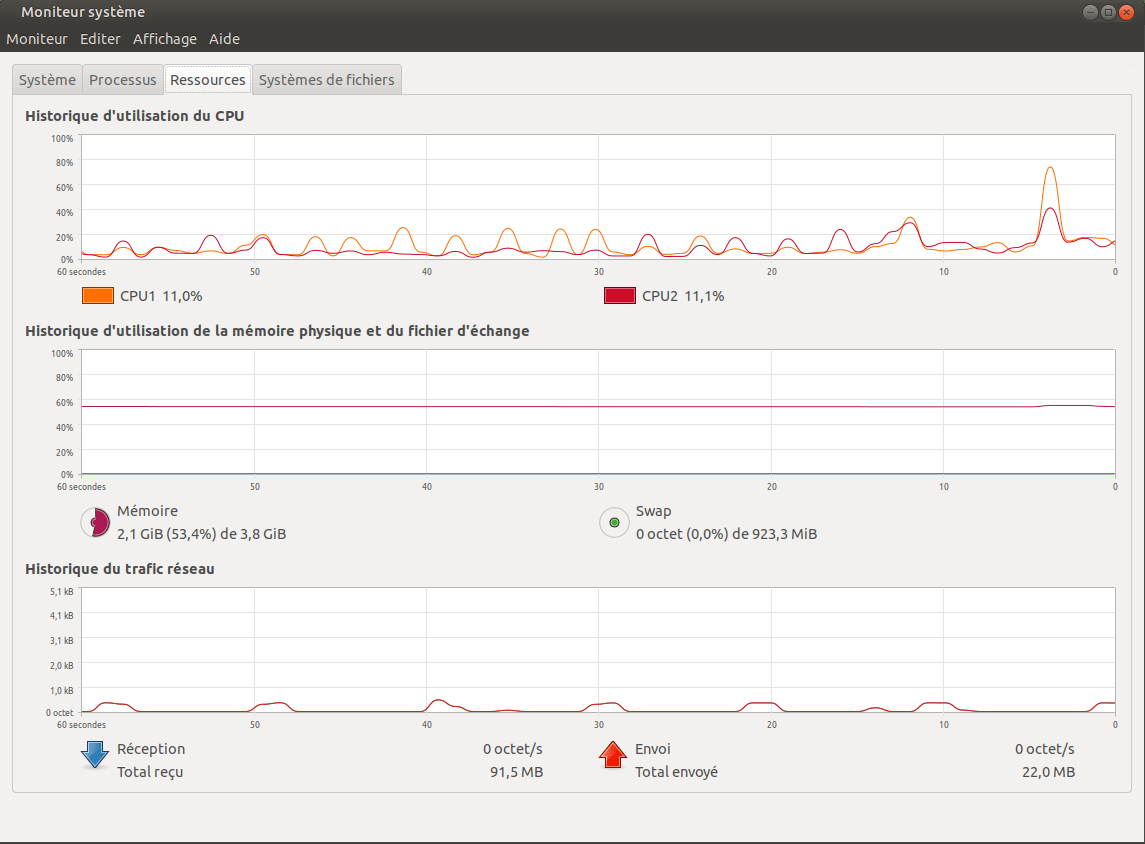 Moniteur système
Moniteur Editer Affichage Aide
Système Processus Ressources Systèmes de fichiers
Historique d'utilisation du CPU
100%
80%
60%
40%
20%
0%
60 secondes 50 40 30 20 10 0
CPU1 11,0% CPU2 11,1%
Historique d'utilisation de la mémoire physique et du fichier d'échange
100%
80%
60%
40%
20%
0%
60 secondes 50 40 30 20 10 0
Mémoire Swap
2,1 GiB (53,4%) de 3,8 GiB 0 octet (0,0%) de 923,3 MiB
Historique du trafic réseau
5,1 kB
4,1 kB
3,1 kB
2,0 kB
1,0 kB
0 octet
60 secondes 50 40 30 20 10 0
Réception 0 octet/s Envoi 0 octet/s
Total reçu 91,5 MB Total envoyé 22,0 MB